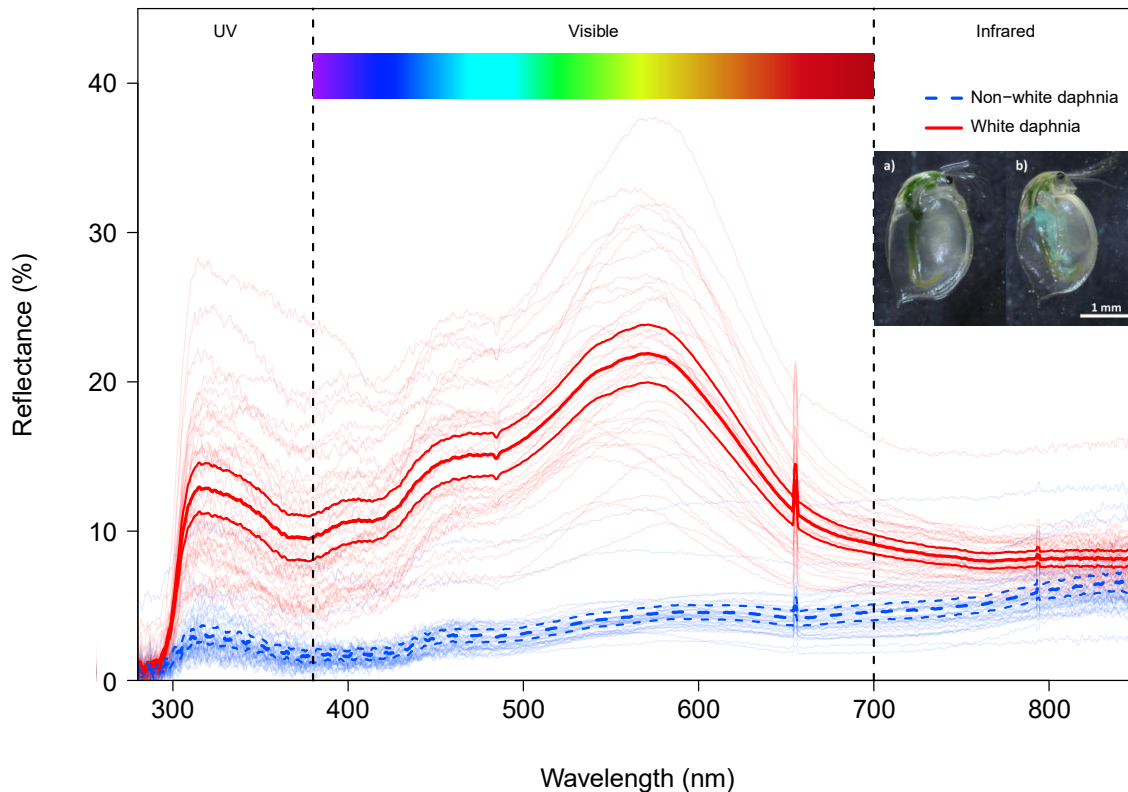 UV
Visible
Infrared
40
30
20
10
0
Reflectance (%)
Non−white daphnia
White daphnia
a)
b)
1 mm
300
400
500
600
700
800
Wavelength (nm)